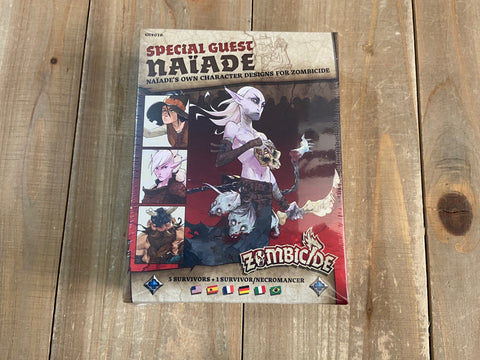 SPECIAL GUEST
NAÏADE
NAÏADE'S OWN CHARACTER DESIGNS FOR ZOMBICIDE
ZOMBICIDE
5 SURVIVORS + 1 SURVIVOR/NECROMANCER